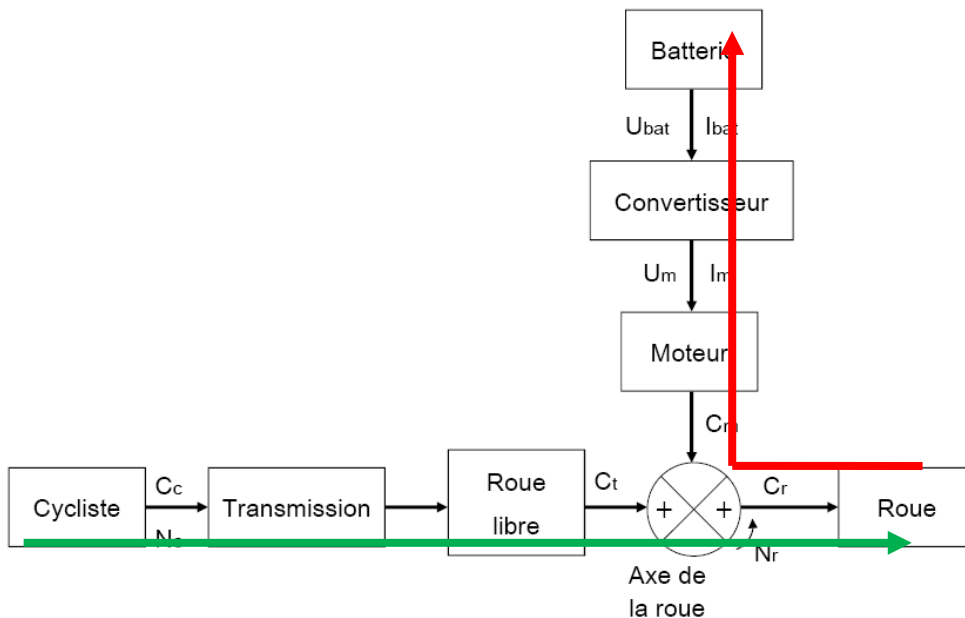 Batterie
Ubat Ibat
Convertisseur
Um Im
Moteur
Cm
Cycliste
Cc
Nc
Transmission
Roue
libre
Ct
+ +
Cr
Nr
Roue
Axe de
la roue